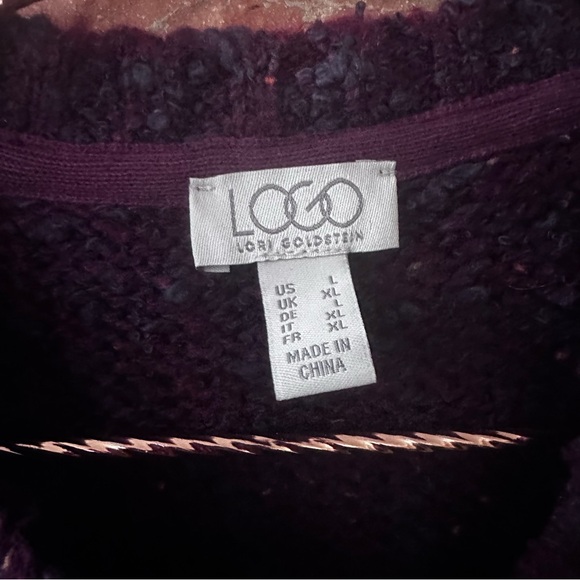 LOGO
LORI GOLDSTEIN
US L
UK XL
DE L
IT XL
FR XL
MADE IN
CHINA